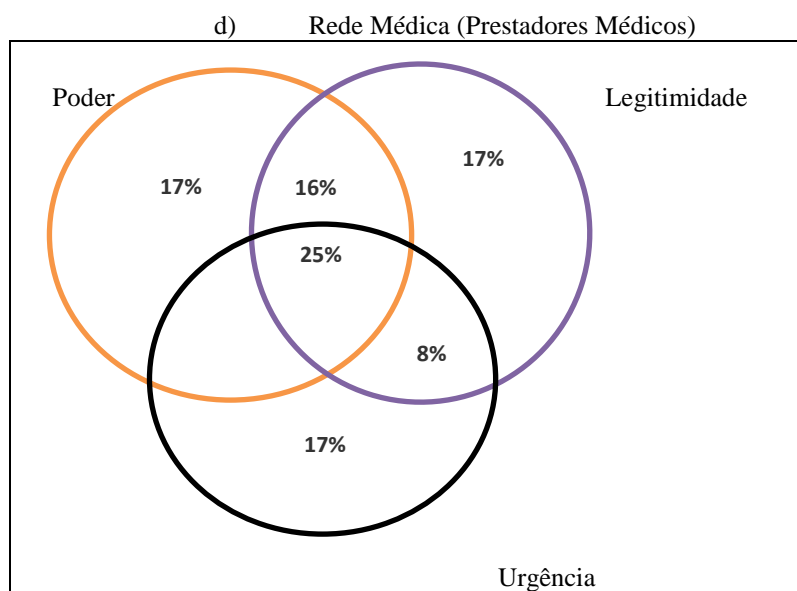 d) Rede Médica (Prestadores Médicos)
Poder
Legitimidade
17%
16%
17%
25%
8%
17%
Urgência